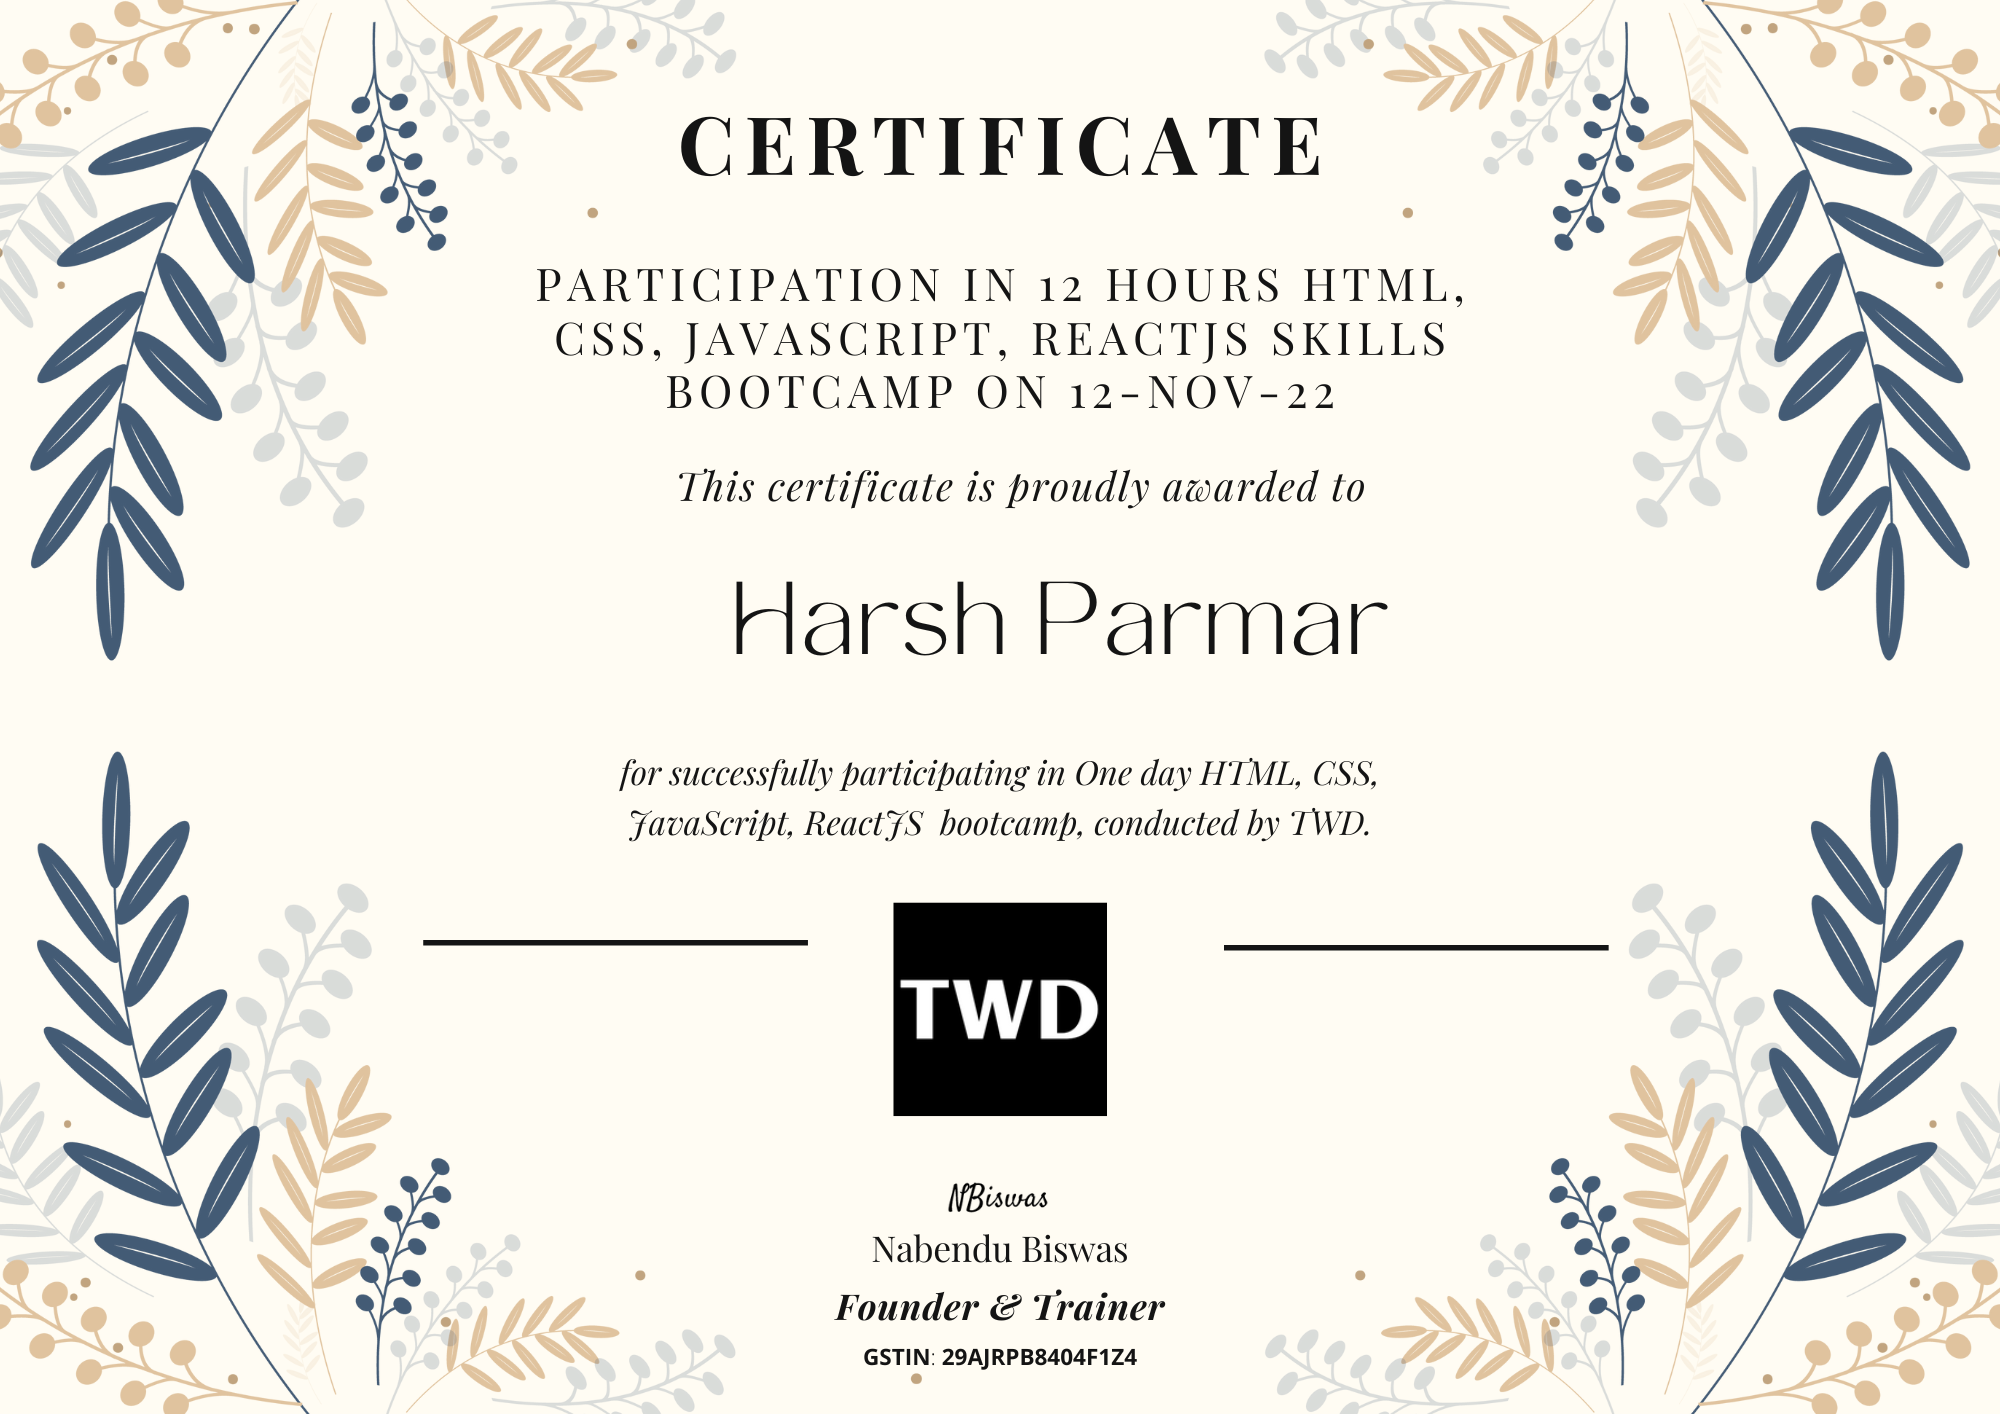 CERTIFICATE
PARTICIPATION IN 12 HOURS HTML,
CSS, JAVASCRIPT, REACTJS SKILLS
BOOTCAMP ON 12-NOV-22
This certificate is proudly awarded to
Harsh Parmar
for successfully participating in One day HTML, CSS,
JavaScript, ReactJS bootcamp, conducted by TWD.
TWD
NBiswas
Nabendu Biswas
Founder & Trainer
GSTIN: 29AJRPB8404F1Z4